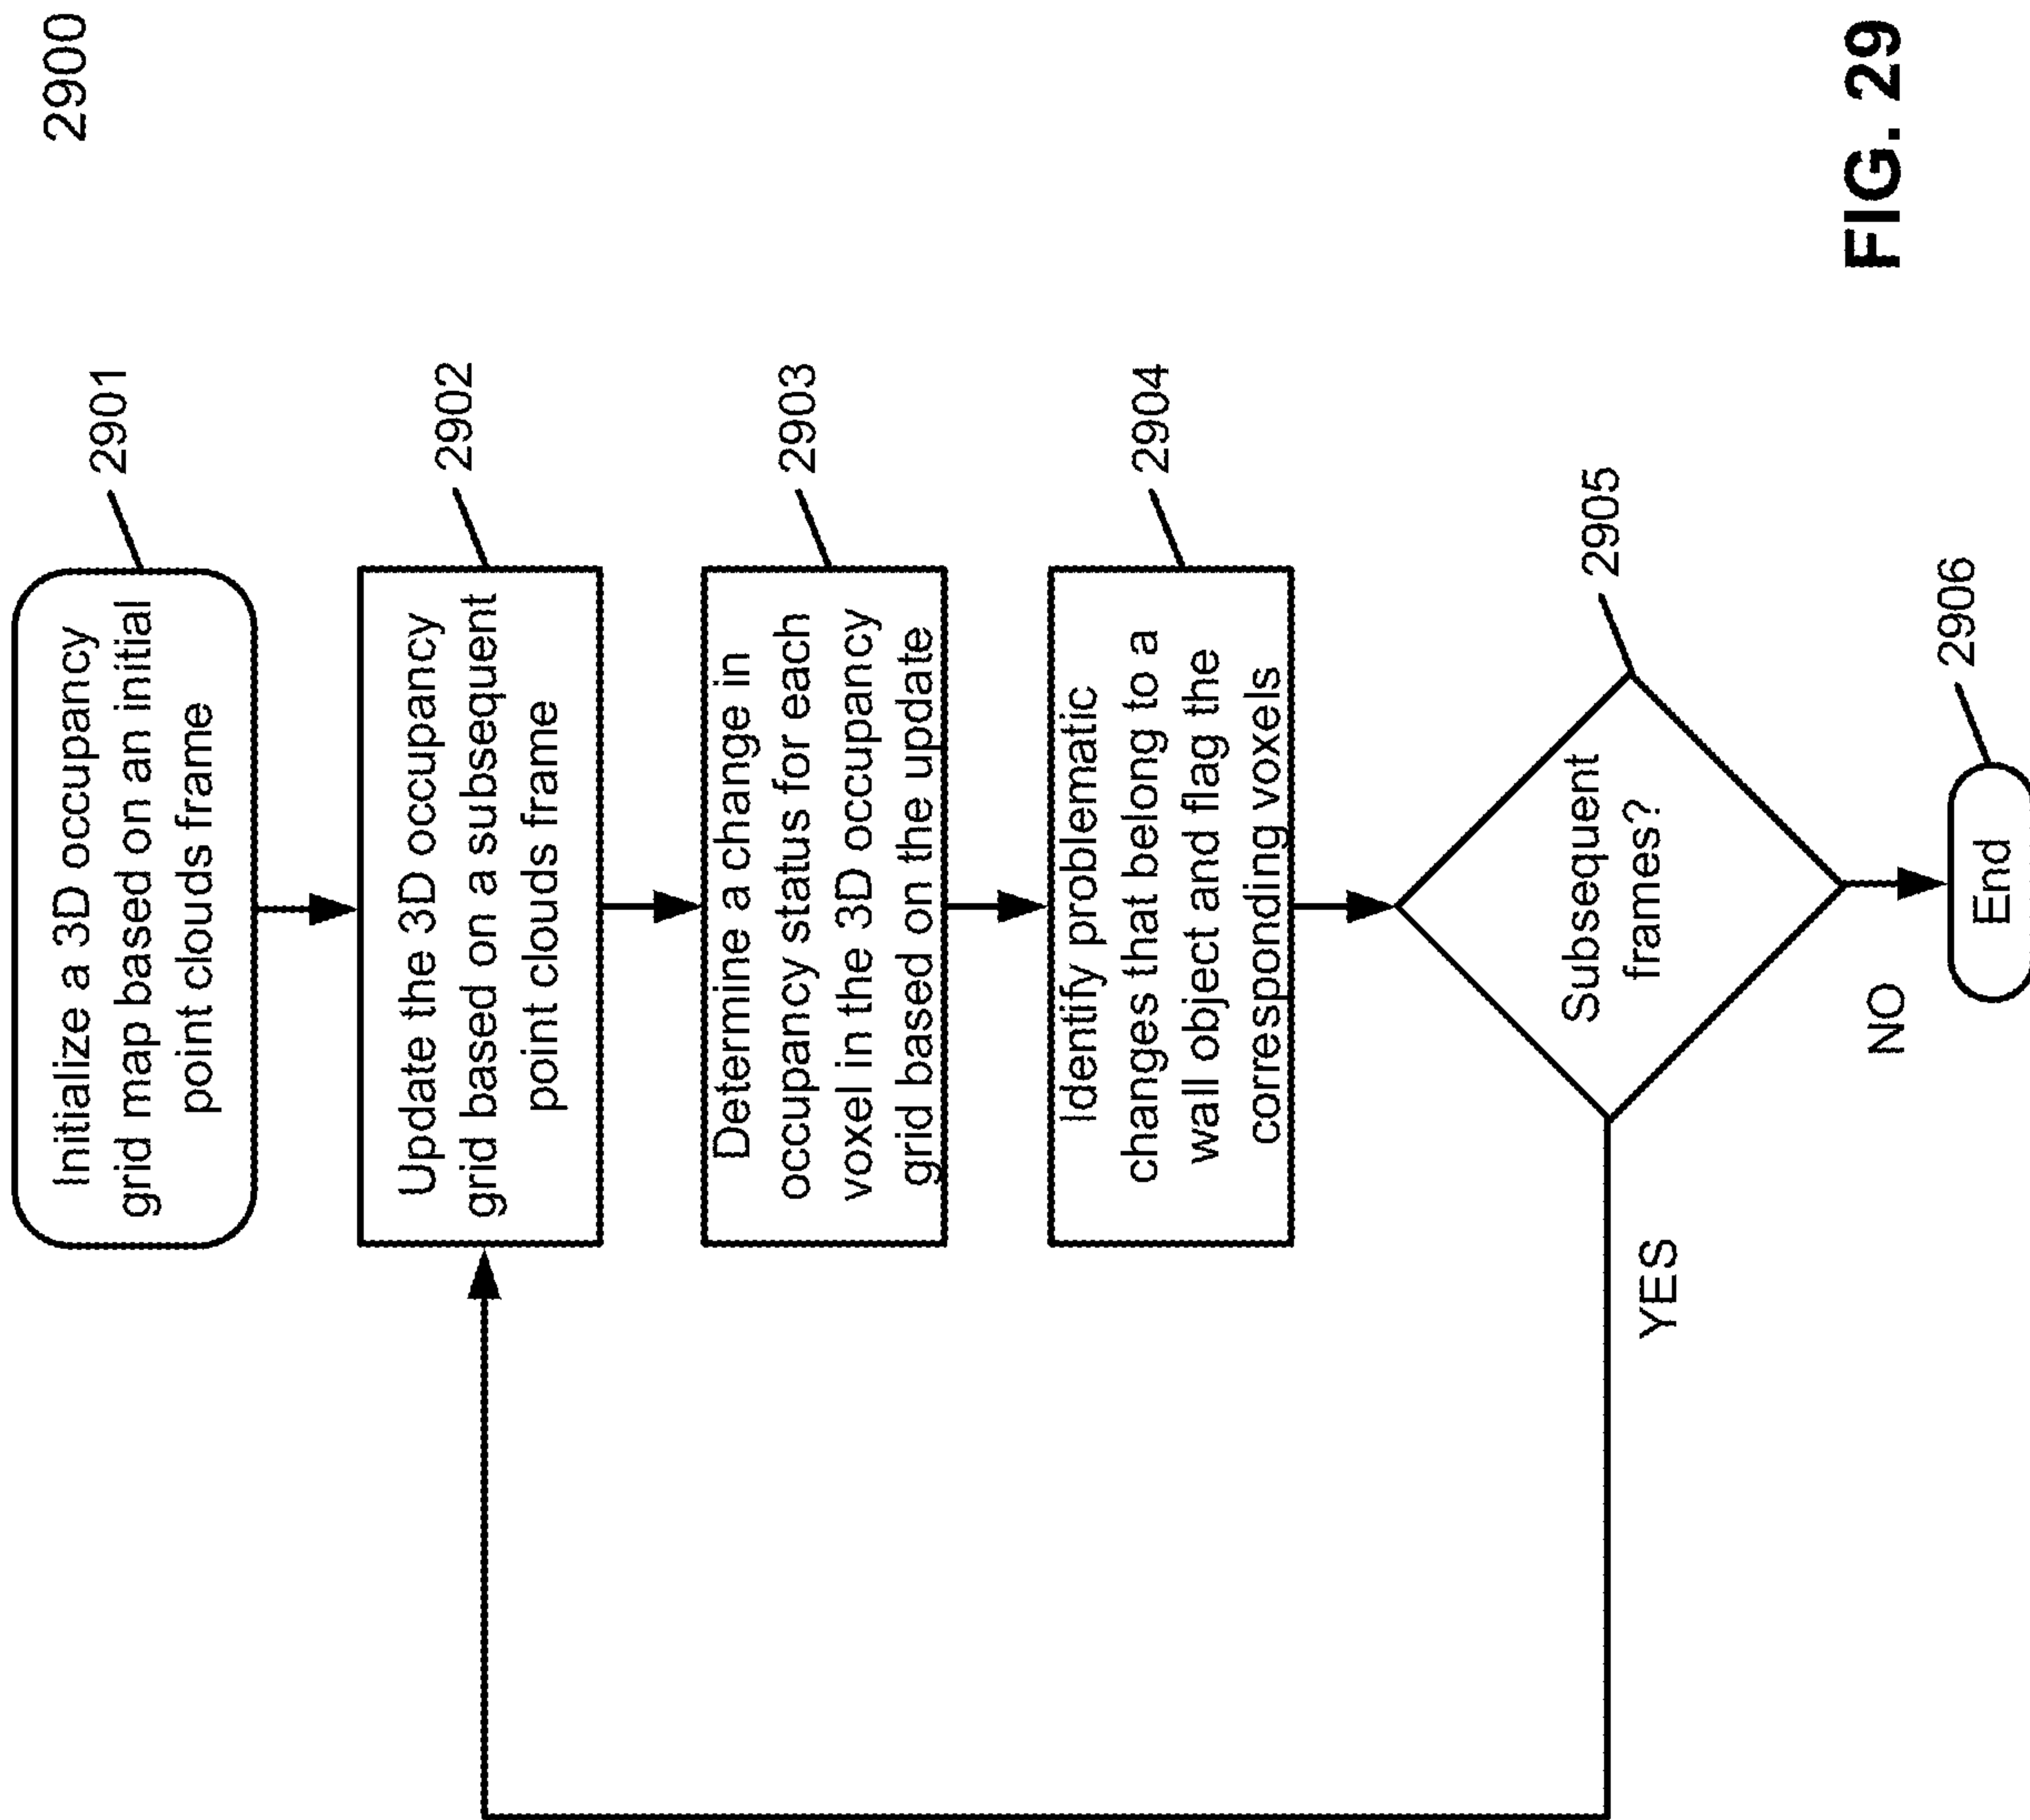 2900
Initialize a 3D occupancy
grid map based on an initial
point clouds frame
2901
Update the 3D occupancy
grid based on a subsequent
point clouds frame
2902
Determine a change in
occupancy status for each
voxel in the 3D occupancy
grid based on the update
2903
Identify problematic
changes that belong to a
wall object and flag the
corresponding voxels
2904
Subsequent
frames?
2905
YES
NO
End
2906
FIG. 29